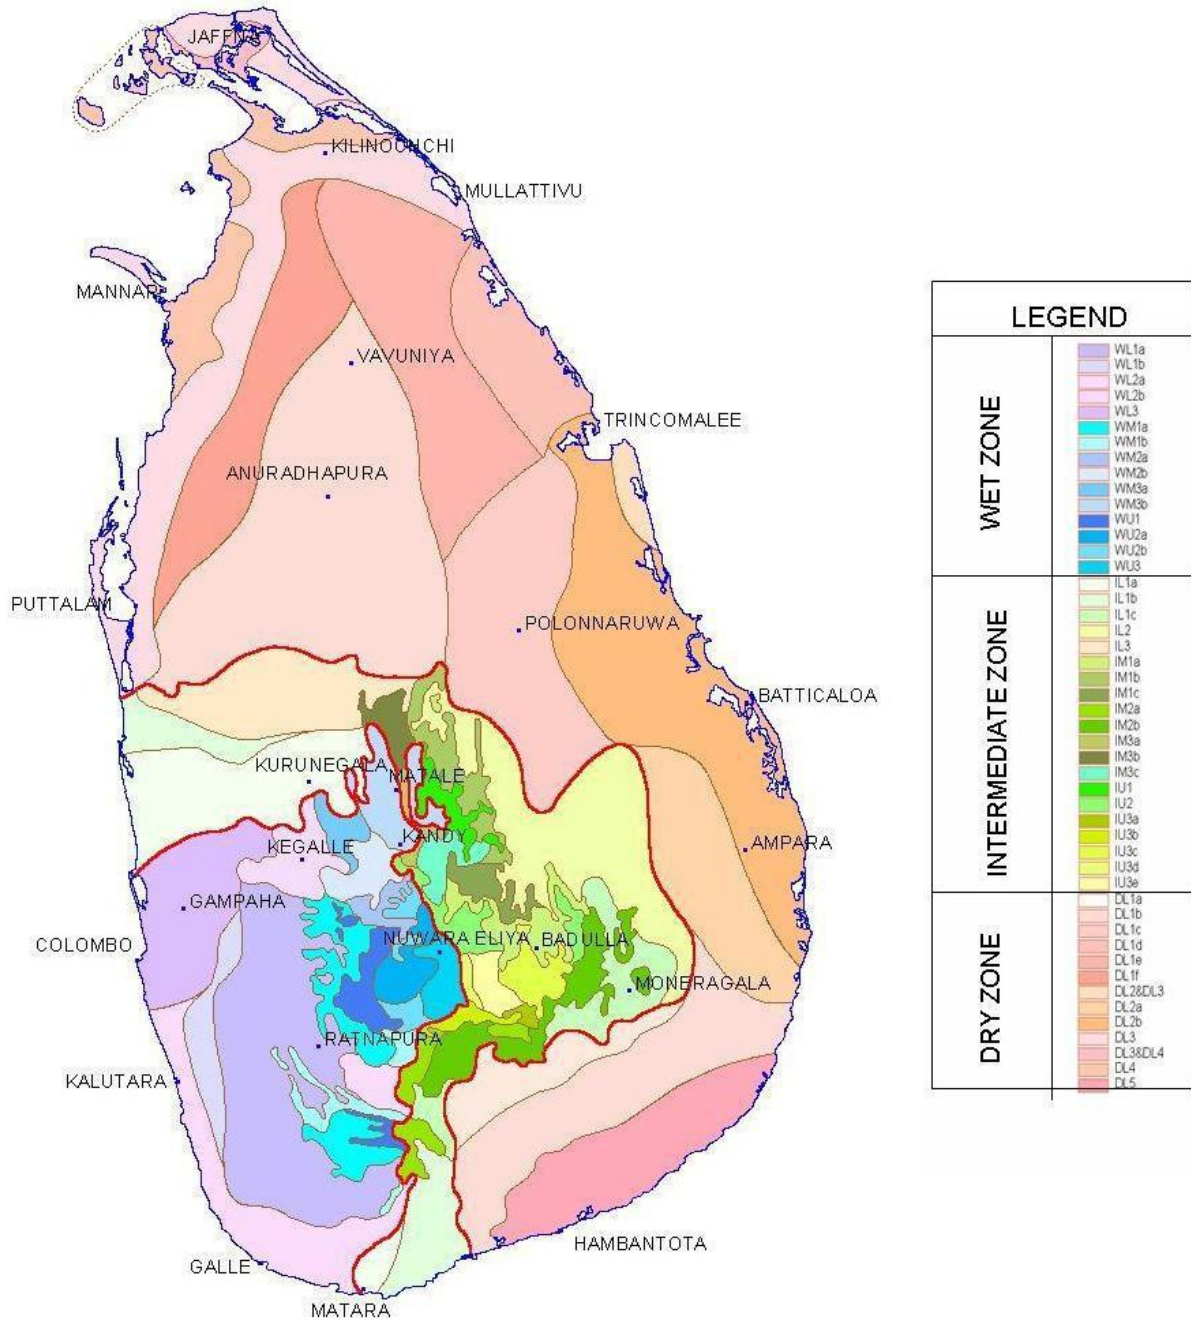 JAFFNA
KILINOCHCHI
MULLATTIVU
MANNAR
VAVUNIYA
TRINCOMALEE
ANURADHAPURA
PUTTALAM
POLONNARUWA
BATTICALOA
KURUNEGALA
MATALE
KANDY
KEGALLE
AMPARA
GAMPAHA
COLOMBO
NUWARA ELIYA
BADULLA
MONERAGALA
RATNAPURA
KALUTARA
HAMBANTOTA
GALLE
MATARA
LEGEND
WET ZONE
WL1a
WL1b
WL2a
WL2b
WL3
WM1a
WM1b
WM2a
WM2b
WM3a
WM3b
WU1
WU2a
WU2b
WU3
INTERMEDIATE ZONE
IL1a
IL1b
IL1c
IL2
IL3
IM1a
IM1b
IM1c
IM2a
IM2b
IM3a
IM3b
IM3c
IU1
IU2
IU3a
IU3b
IU3c
IU3d
IU3e
DRY ZONE
DL1a
DL1b
DL1c
DL1d
DL1e
DL1f
DL2&DL3
DL2a
DL2b
DL3
DL3&DL4
DL4
DL5